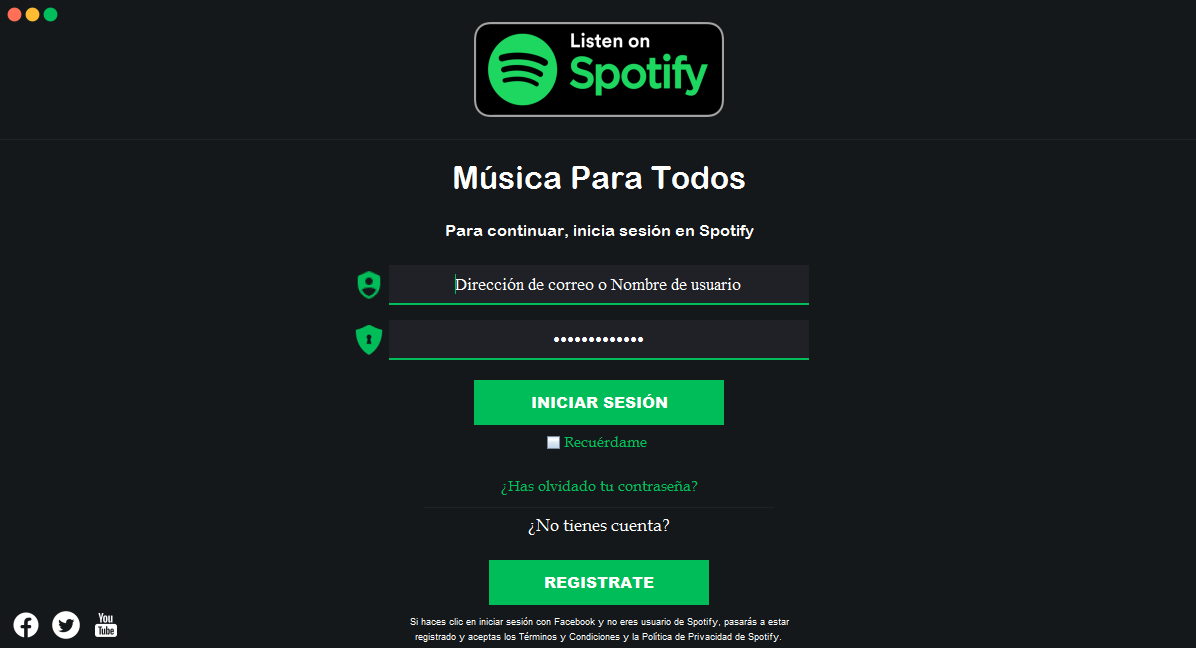 Listen on
Spotify
Música Para Todos
Para continuar, inicia sesión en Spotify
Dirección de correo o Nombre de usuario
•••••••••••••
INICIAR SESIÓN
Recuérdame
¿Has olvidado tu contraseña?
¿No tienes cuenta?
REGISTRATE
You
Tube
Si haces clic en iniciar sesión con Facebook y no eres usuario de Spotify, pasarás a estar
registrado y aceptas los Términos y Condiciones y la Política de Privacidad de Spotify.